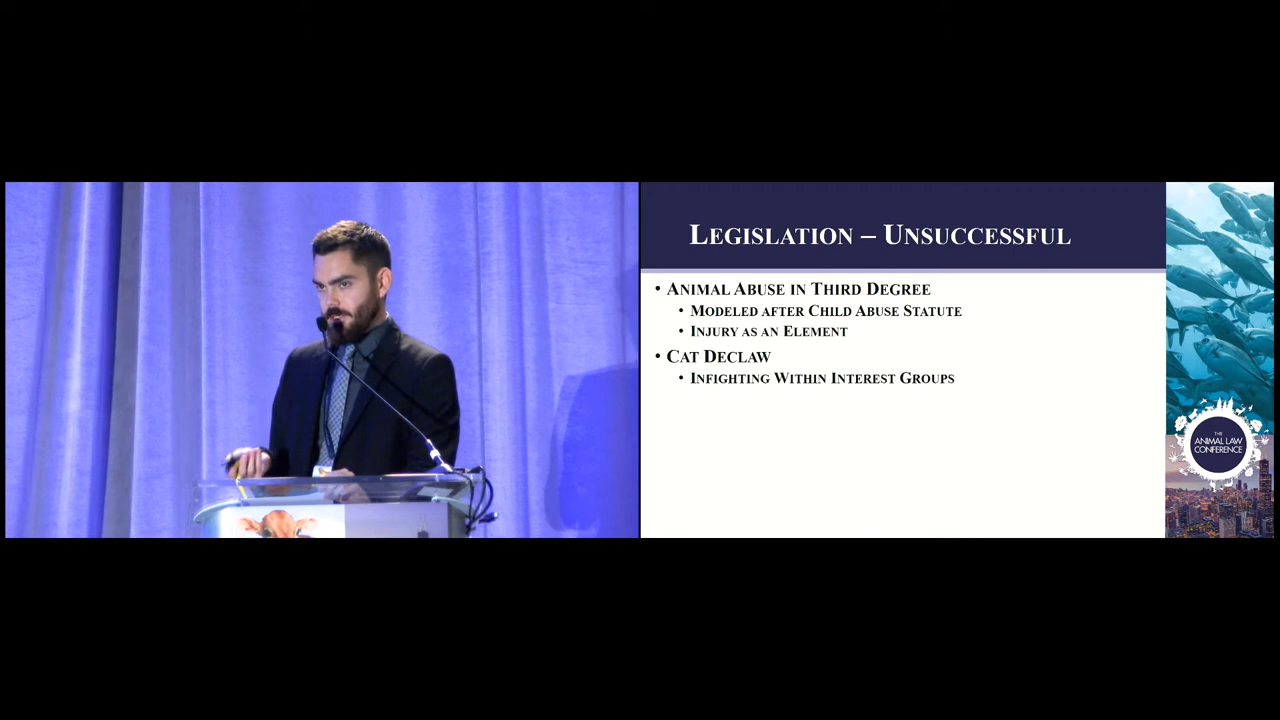 LEGISLATION – UNSUCCESSFUL
• ANIMAL ABUSE IN THIRD DEGREE
• MODELED AFTER CHILD ABUSE STATUTE
• INJURY AS AN ELEMENT
• CAT DECLAW
• INFIGHTING WITHIN INTEREST GROUPS
THE
ANIMAL LAW
CONFERENCE